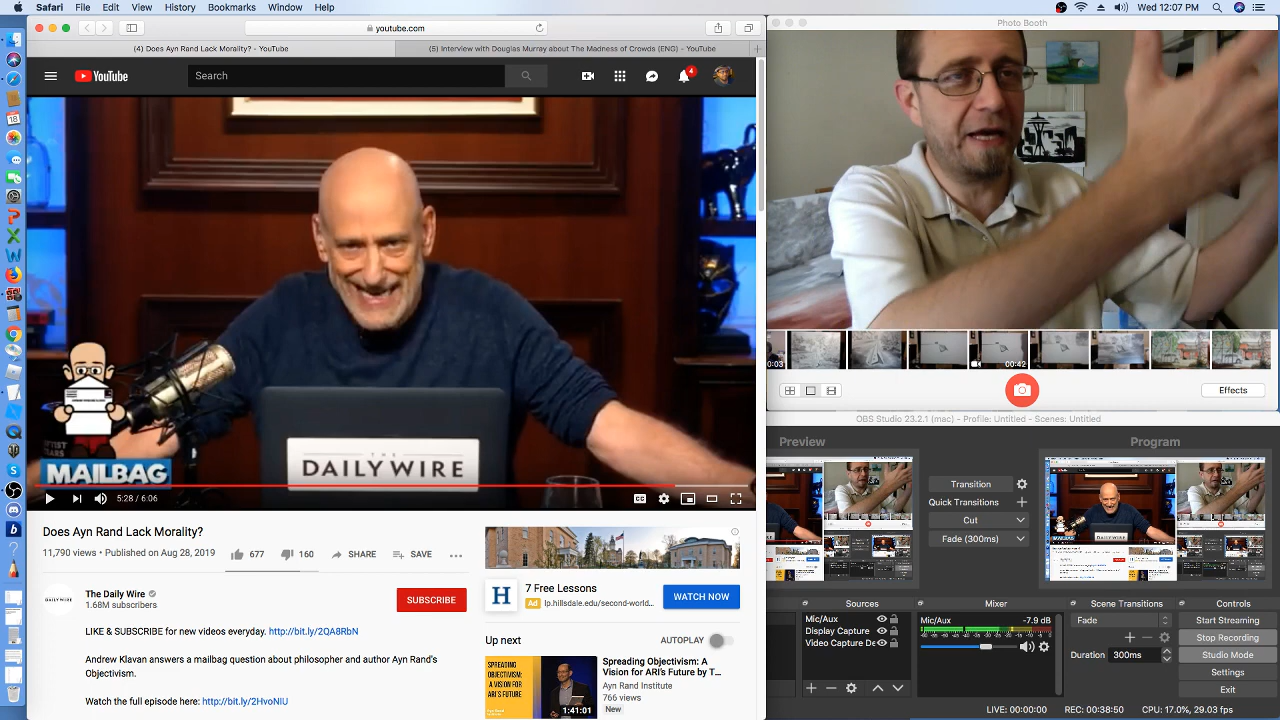 Safari File Edit View History Bookmarks Window Help
Wed 12:07 PM
youtube.com
(4) Does Ayn Rand Lack Morality? - YouTube
(5) Interview with Douglas Murray about The Madness of Crowds (ENG) - YouTube
YouTube
Search
4
THE
DAILY WIRE
MAILBAG
5:28 / 6:06
CC
Does Ayn Rand Lack Morality?
11,790 views • Published on Aug 28, 2019
677 160 SHARE SAVE
DAILYWIRE
The Daily Wire
1.68M subscribers
SUBSCRIBE
LIKE & SUBSCRIBE for new videos everyday. http://bit.ly/2QA8RbN
Andrew Klavan answers a mailbag question about philosopher and author Ayn Rand's
Objectivism.
Watch the full episode here: http://bit.ly/2HvoNIU
H
7 Free Lessons
Ad lp.hillsdale.edu/second-world...
WATCH NOW
Up next
AUTOPLAY
SPREADING
OBJECTIVISM:
A VISION FOR
ARI'S FUTURE
1:41:01
Spreading Objectivism: A
Vision for ARI's Future by T...
Ayn Rand Institute
766 views
New
Photo Booth
0:03
00:42
Effects
OBS Studio 23.2.1 (mac) - Profile: Untitled - Scenes: Untitled
Preview
Program
Transition
Quick Transitions
Cut
Fade (300ms)
Sources
Mic/Aux
Display Capture
Video Capture De
Mixer
Mic/Aux -7.9 dB
Scene Transitions
Fade
Duration 300ms
Controls
Start Streaming
Stop Recording
Studio Mode
Settings
Exit
LIVE: 00:00:00 REC: 00:38:50 CPU: 17.0%, 29.03 fps